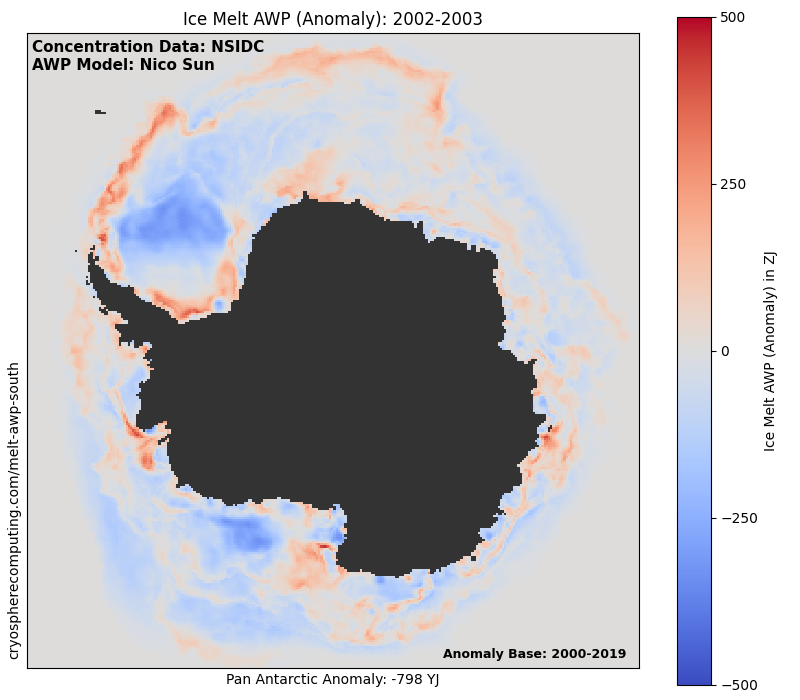 Ice Melt AWP (Anomaly): 2002-2003
Concentration Data: NSIDC
AWP Model: Nico Sun
cryospherecomputing.com/melt-awp-south
Anomaly Base: 2000-2019
Pan Antarctic Anomaly: -798 YJ
500
250
0
−250
−500
Ice Melt AWP (Anomaly) in ZJ